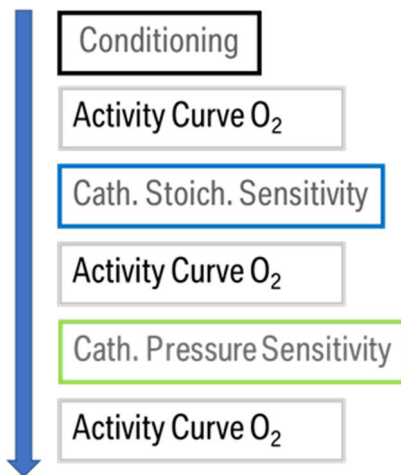 Conditioning
Activity Curve O₂
Cath. Stoich. Sensitivity
Activity Curve O₂
Cath. Pressure Sensitivity
Activity Curve O₂